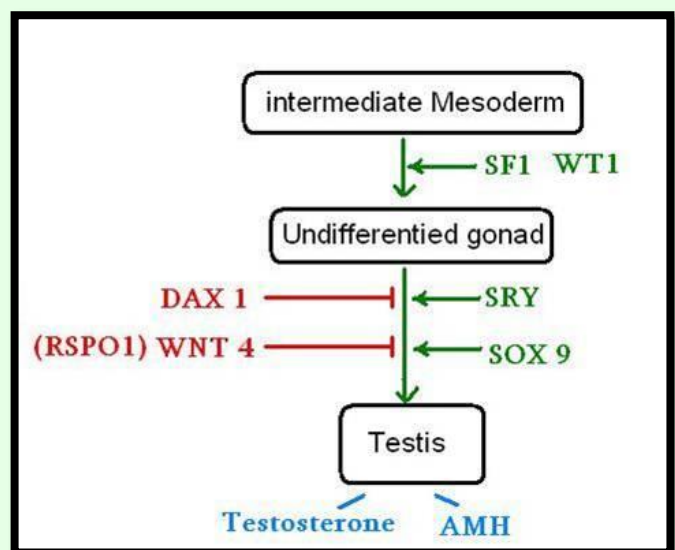 intermediate Mesoderm
SF1 WT1
Undifferentied gonad
DAX 1
SRY
(RSPO1) WNT 4
SOX 9
Testis
Testosterone
AMH